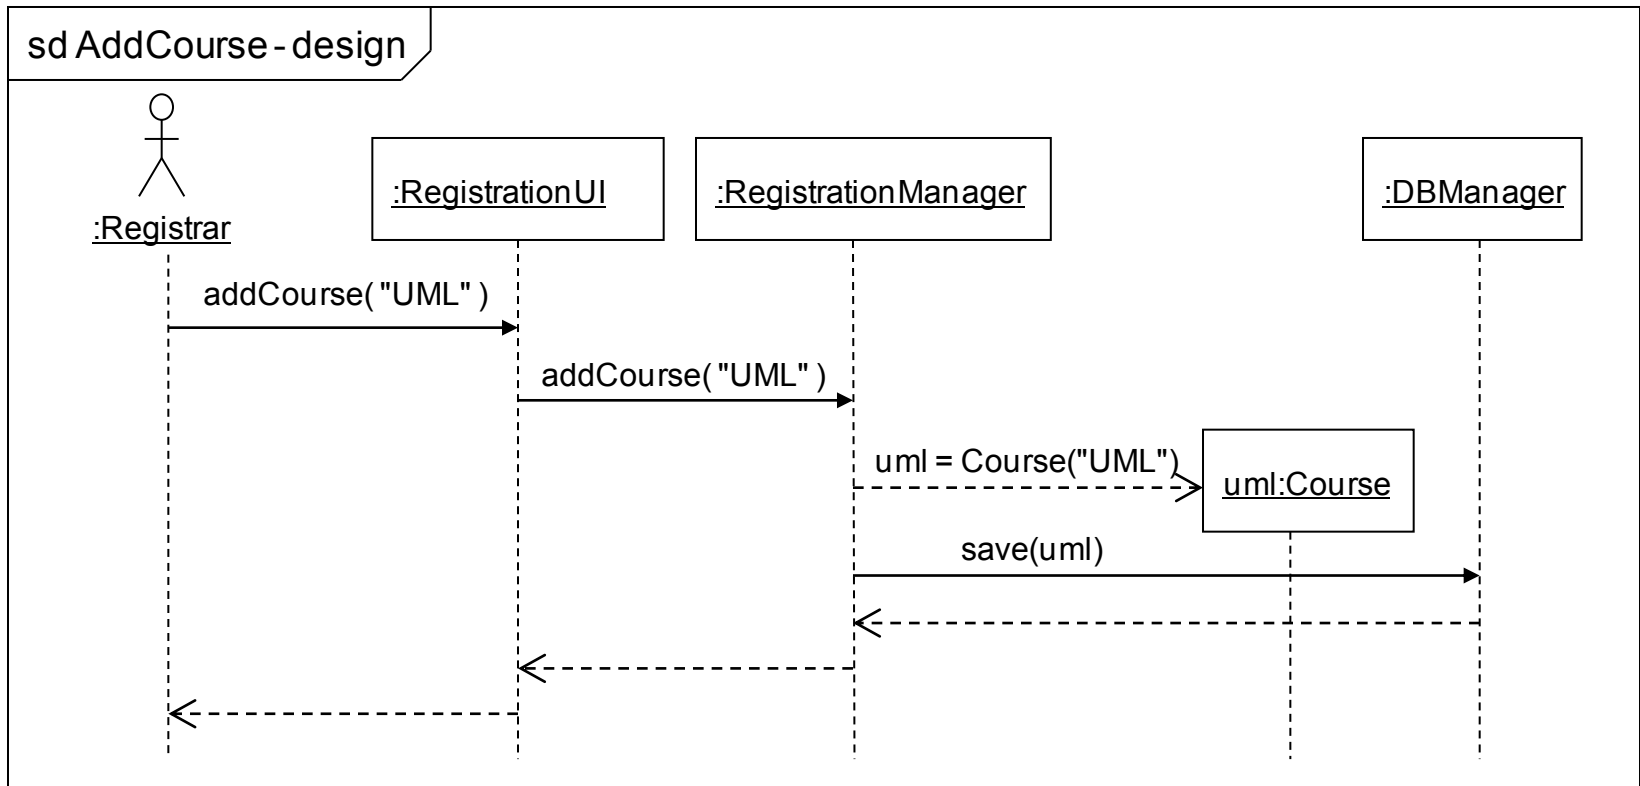 sd AddCourse - design
:RegistrationUI
:RegistrationManager
:DBManager
:Registrar
addCourse( "UML" )
addCourse( "UML" )
uml = Course("UML")
uml:Course
save(uml)